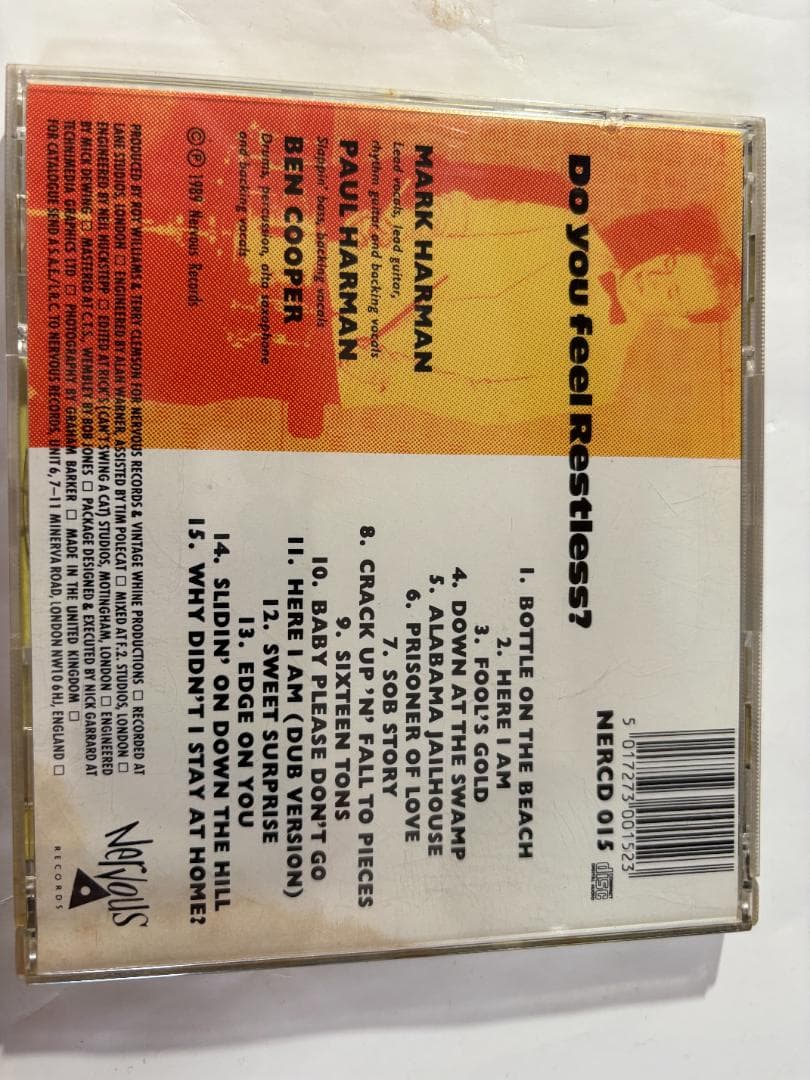 Do you feel Restless?
MARK HARMAN
Lead vocals, lead guitar,
rhythm guitar and backing vocals
PAUL HARMAN
Slappin' bass, backing vocals
BEN COOPER
Drums, percussion, alto saxophone
and backing vocals
©℗ 1989 Nervous Records
5 017273 001523
NERCD 015
disc
DIGITAL AUDIO
1. BOTTLE ON THE BEACH
2. HERE I AM
3. FOOL'S GOLD
4. DOWN AT THE SWAMP
5. ALABAMA JAILHOUSE
6. PRISONER OF LOVE
7. SOB STORY
8. CRACK UP 'N' FALL TO PIECES
9. SIXTEEN TONS
10. BABY PLEASE DON'T GO
11. HERE I AM (DUB VERSION)
12. SWEET SURPRISE
13. EDGE ON YOU
14. SLIDIN' ON DOWN THE HILL
15. WHY DIDN'T I STAY AT HOME?
PRODUCED BY ROY WILLIAMS & TERRY CLEMSON FOR NERVOUS RECORDS & VINTAGE WHINE PRODUCTIONS □ RECORDED AT
LANE STUDIOS, LONDON □ ENGINEERED BY ALAN WARNER, ASSISTED BY TIM POLECAT □ MIXED AT F.2. STUDIOS, LONDON □
ENGINEERED BY NEIL HUCKSTEPP □ EDITED AT RICK'S (CAN'T SWING A CAT) STUDIOS, MOTINGHAM, LONDON □ ENGINEERED
BY MICK DEWING □ MASTERED AT C.T.S., WEMBLEY BY BOB JONES □ PACKAGE DESIGNED & EXECUTED BY NICK GARRARD AT
TECHIMEDIA GRAPHICS LTD □ PHOTOGRAPHY BY GRAHAM BARKER □ MADE IN THE UNITED KINGDOM □
FOR CATALOGUE SEND A S.A.E./I.R.C. TO NERVOUS RECORDS, UNIT 6, 7–11 MINERVA ROAD, LONDON NW10 6HJ, ENGLAND □
Nervous
RECORDS